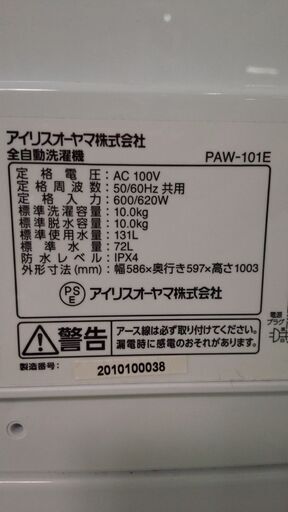 アイリスオーヤマ株式会社
全自動洗濯機 PAW-101E
定格電圧: AC 100V
定格周波数: 50/60Hz 共用
定格入力: 600/620W
標準洗濯容量: 10.0kg
標準脱水容量: 10.0kg
標準使用水量: 131L
標準水量: 72L
防水レベル: IPX4
外形寸法(mm): 幅586×奥行き597×高さ1003
PS
E アイリスオーヤマ株式会社
警告 アース線は必ず取り付けてください。
漏電時に感電のおそれがあります。
電源
プラグ
製造番号: 2010100038